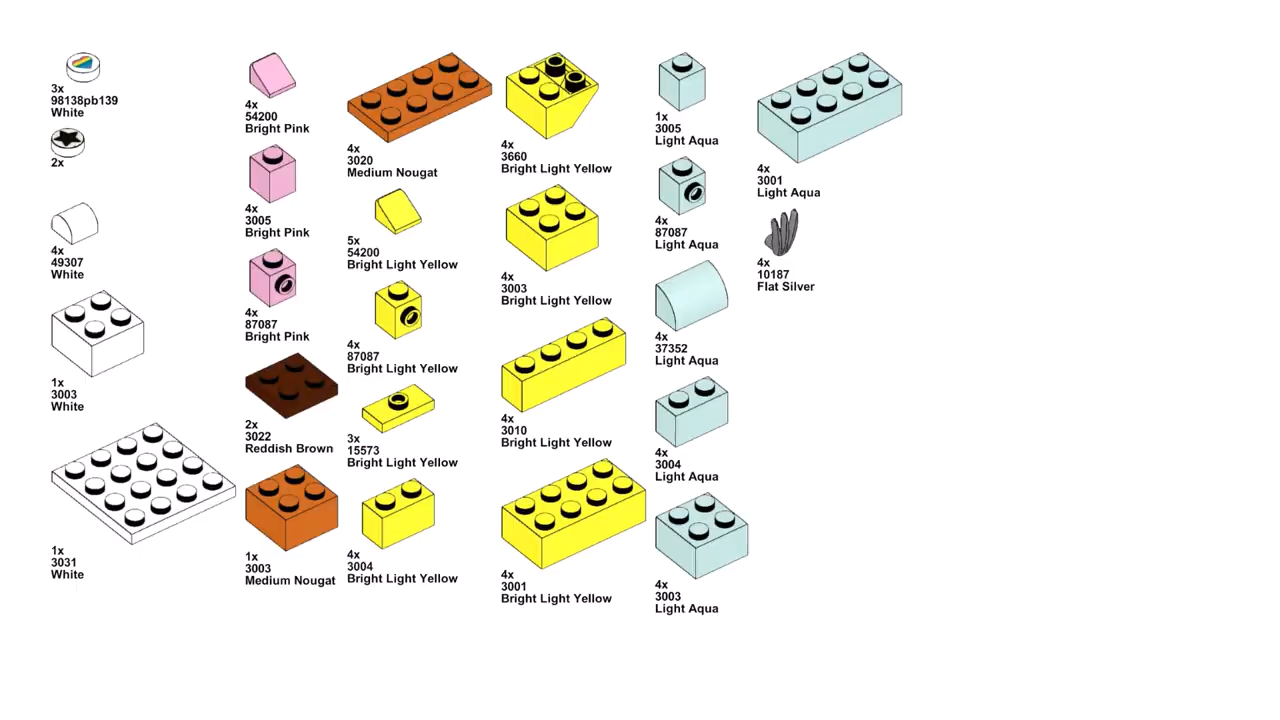 3x
98138pb139
White
2x
4x
49307
White
1x
3003
White
1x
3031
White
4x
54200
Bright Pink
4x
3005
Bright Pink
4x
87087
Bright Pink
2x
3022
Reddish Brown
1x
3003
Medium Nougat
4x
3020
Medium Nougat
5x
54200
Bright Light Yellow
4x
87087
Bright Light Yellow
3x
15573
Bright Light Yellow
4x
3004
Bright Light Yellow
4x
3660
Bright Light Yellow
4x
3003
Bright Light Yellow
4x
3010
Bright Light Yellow
4x
3001
Bright Light Yellow
1x
3005
Light Aqua
4x
87087
Light Aqua
4x
37352
Light Aqua
4x
3004
Light Aqua
4x
3003
Light Aqua
4x
3001
Light Aqua
4x
10187
Flat Silver